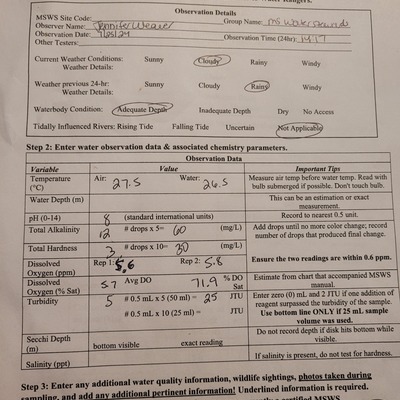 Water Rangers.
Observation Details
MSWS Site Code:
Group Name: MS Water Stewards
Observer Name: Jennifer Weaver
Observation Date: 7/25/24 Observation Time (24hr): 1417
Other Testers:
Current Weather Conditions: Sunny Cloudy Rainy Windy
Weather Details:
Weather previous 24-hr: Sunny Cloudy Rainy Windy
Weather Details:
Waterbody Condition: Adequate Depth Inadequate Depth Dry No Access
Tidally Influenced Rivers: Rising Tide Falling Tide Uncertain Not Applicable
Step 2: Enter water observation data & associated chemistry parameters.
Observation Data
Variable Value Important Tips
Temperature (°C) Air: 27.5 Water: 26.5 Measure air temp before water temp. Read with bulb submerged if possible. Don't touch bulb.
Water Depth (m) This can be an estimation or exact measurement.
pH (0-14) 8 (standard international units) Record to nearest 0.5 unit.
Total Alkalinity 12 # drops x 5= 60 (mg/L) Add drops until no more color change; record number of drops that produced final change.
Total Hardness 3 # drops x 10= 30 (mg/L)
Dissolved Oxygen (ppm) Rep 1: 5.6 Rep 2: 5.8 Ensure the two readings are within 0.6 ppm.
Dissolved Oxygen (% Sat) 5.7 Avg DO 71.9 % DO Sat Estimate from chart that accompanied MSWS manual.
Turbidity 5 # 0.5 mL x 5 (50 ml) = 25 JTU Enter zero (0) mL and 2 JTU if one addition of reagent surpassed the turbidity of the sample.
# 0.5 mL x 10 (25 ml) = JTU Use bottom line ONLY if 25 mL sample volume was used.
Secchi Depth (m) bottom visible exact reading Do not record depth if disk hits bottom while visible.
Salinity (ppt) If salinity is present, do not test for hardness.
Step 3: Enter any additional water quality information, wildlife sightings, photos taken during
sampling, and add any additional pertinent information! Underlined information is required.
certified MSWS